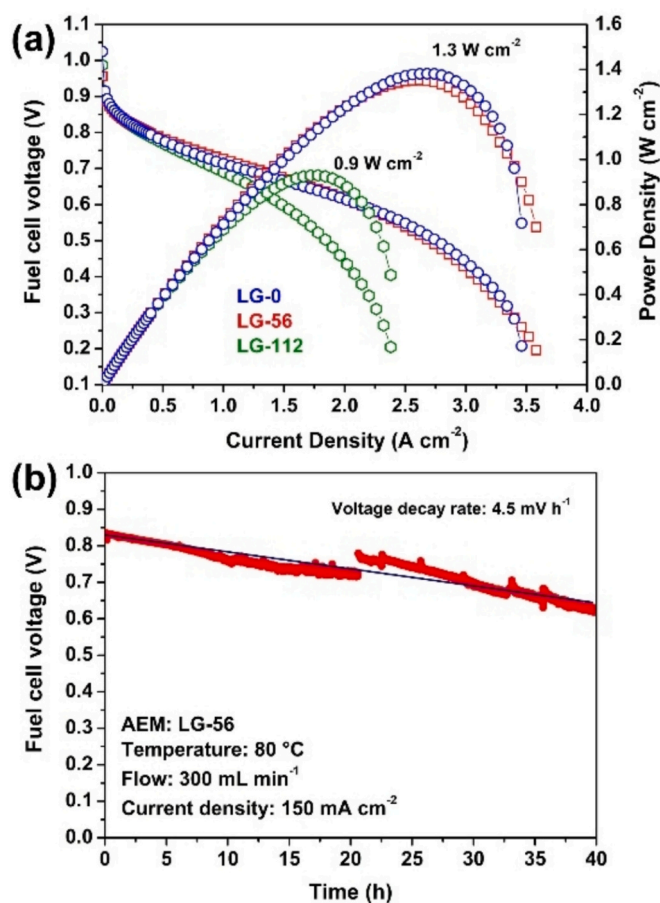 (a)
1.6
1.4
1.2
1.0
0.8
0.6
0.4
0.2
0.0
Power Density (W cm⁻²)
1.1
1.0
0.9
0.8
0.7
0.6
0.5
0.4
0.3
0.2
0.1
Fuel cell voltage (V)
1.3 W cm⁻²
0.9 W cm⁻²
LG-0
LG-56
LG-112
0.0 0.5 1.0 1.5 2.0 2.5 3.0 3.5 4.0
Current Density (A cm⁻²)
(b)
1.0
0.9
0.8
0.7
0.6
0.5
0.4
0.3
0.2
0.1
0.0
Fuel cell voltage (V)
Voltage decay rate: 4.5 mV h⁻¹
AEM: LG-56
Temperature: 80 °C
Flow: 300 mL min⁻¹
Current density: 150 mA cm⁻²
0 5 10 15 20 25 30 35 40
Time (h)